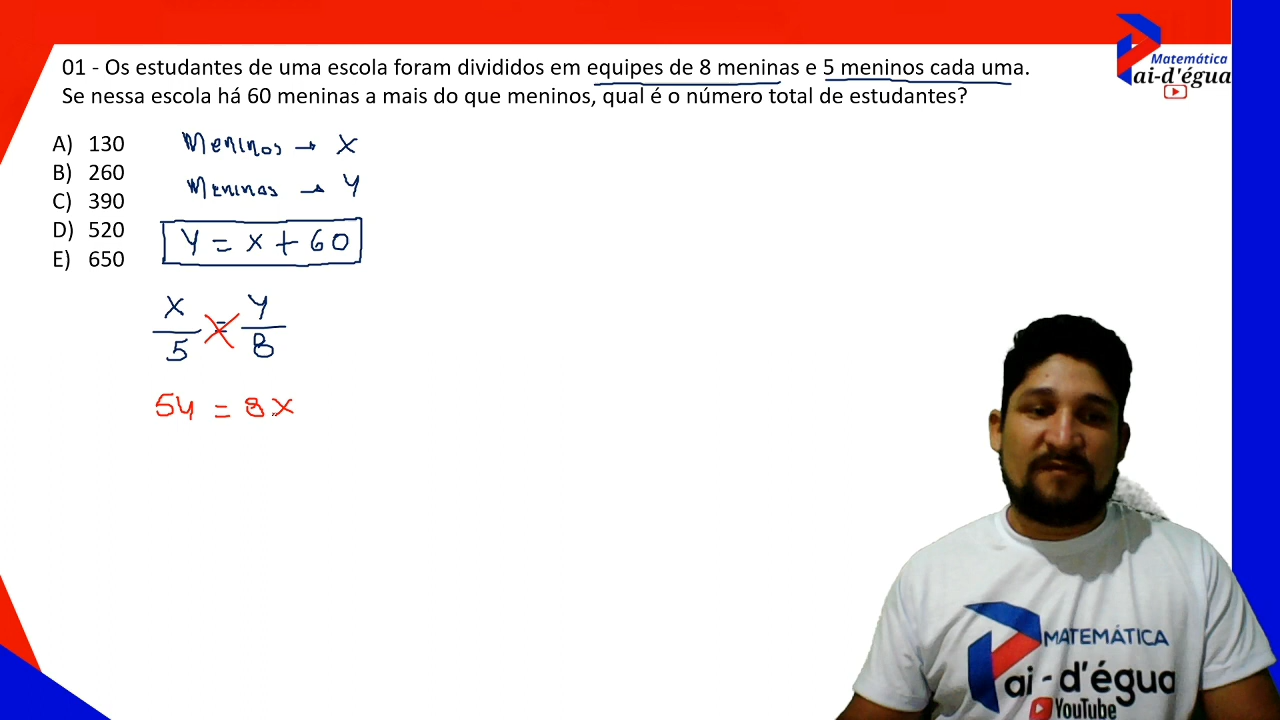 01 - Os estudantes de uma escola foram divididos em equipes de 8 meninas e 5 meninos cada uma.
Se nessa escola há 60 meninas a mais do que meninos, qual é o número total de estudantes?
A) 130
B) 260
C) 390
D) 520
E) 650
Meninos → X
Meninas → Y
Y = X + 60
X/5 = Y/8
5Y = 8X
Matemática
Pai-d'égua
MATEMÁTICA
Pai-d'égua
YouTube